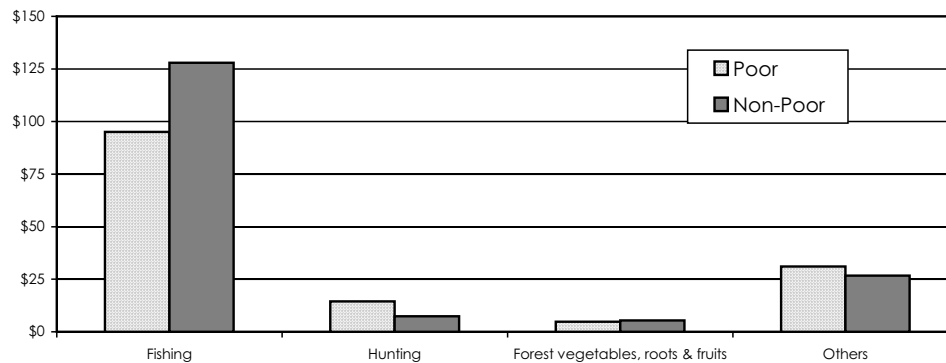 $150
$125
$100
$75
$50
$25
$0
Poor
Non-Poor
Fishing
Hunting
Forest vegetables, roots & fruits
Others